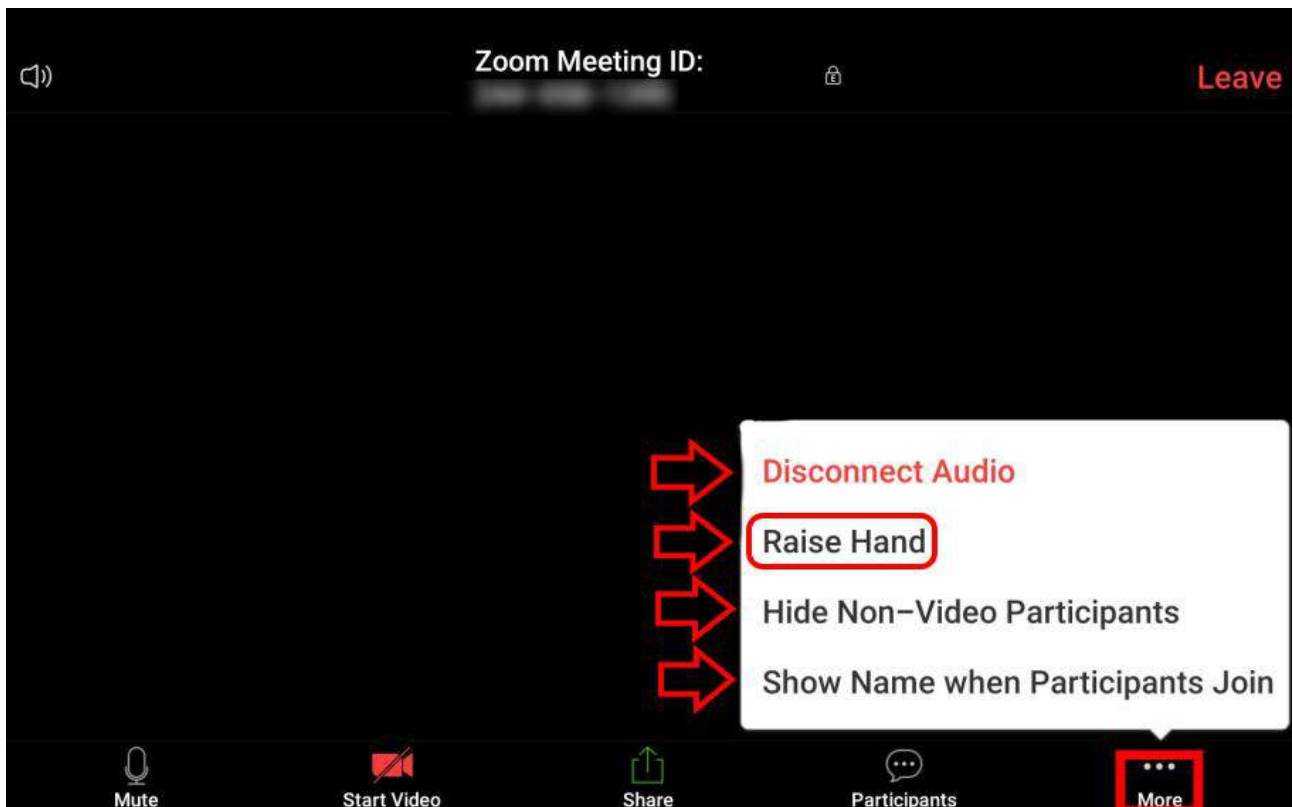 Zoom Meeting ID:
Leave
Disconnect Audio
Raise Hand
Hide Non-Video Participants
Show Name when Participants Join
Mute
Start Video
Share
Participants
More